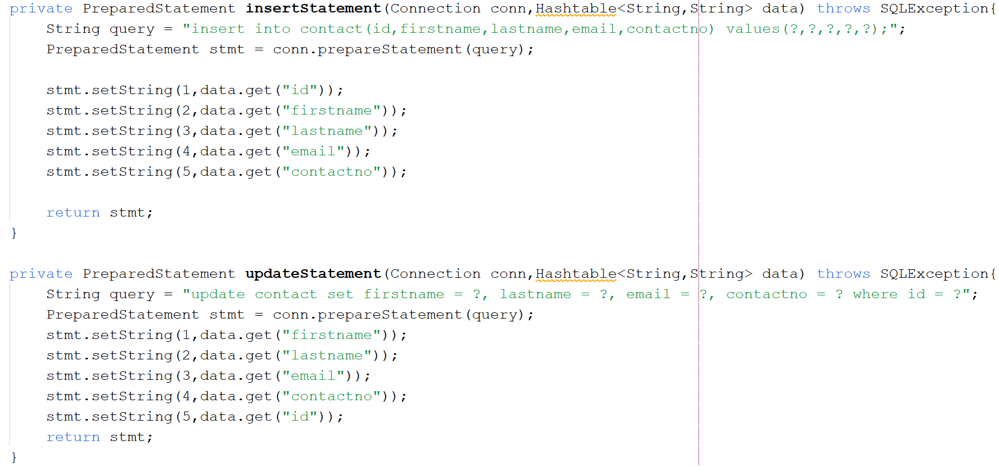 private PreparedStatement insertStatement(Connection conn,Hashtable<String,String> data) throws SQLException{
    String query = "insert into contact(id,firstname,lastname,email,contactno) values(?,?,?,?,?);";
    PreparedStatement stmt = conn.prepareStatement(query);

    stmt.setString(1,data.get("id"));
    stmt.setString(2,data.get("firstname"));
    stmt.setString(3,data.get("lastname"));
    stmt.setString(4,data.get("email"));
    stmt.setString(5,data.get("contactno"));

    return stmt;
}

private PreparedStatement updateStatement(Connection conn,Hashtable<String,String> data) throws SQLException{
    String query = "update contact set firstname = ?, lastname = ?, email = ?, contactno = ? where id = ?";
    PreparedStatement stmt = conn.prepareStatement(query);
    stmt.setString(1,data.get("firstname"));
    stmt.setString(2,data.get("lastname"));
    stmt.setString(3,data.get("email"));
    stmt.setString(4,data.get("contactno"));
    stmt.setString(5,data.get("id"));
    return stmt;
}